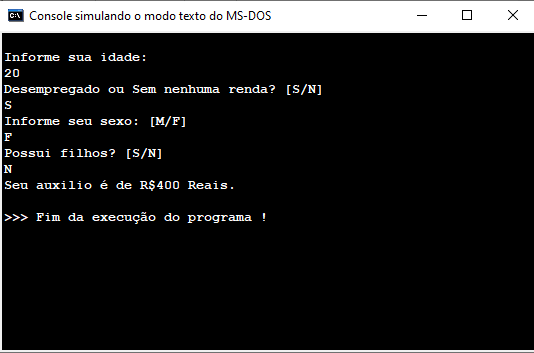 Console simulando o modo texto do MS-DOS
Informe sua idade:
20
Desempregado ou Sem nenhuma renda? [S/N]
S
Informe seu sexo: [M/F]
F
Possui filhos? [S/N]
N
Seu auxilio é de R$400 Reais.
>>> Fim da execução do programa !